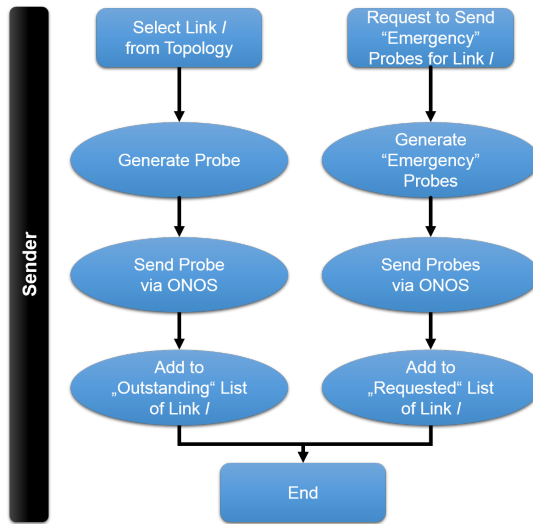 Sender
Select Link l
from Topology
Generate Probe
Send Probe
via ONOS
Add to
„Outstanding“ List
of Link l
Request to Send
“Emergency”
Probes for Link l
Generate
“Emergency”
Probes
Send Probes
via ONOS
Add to
„Requested“ List
of Link l
End